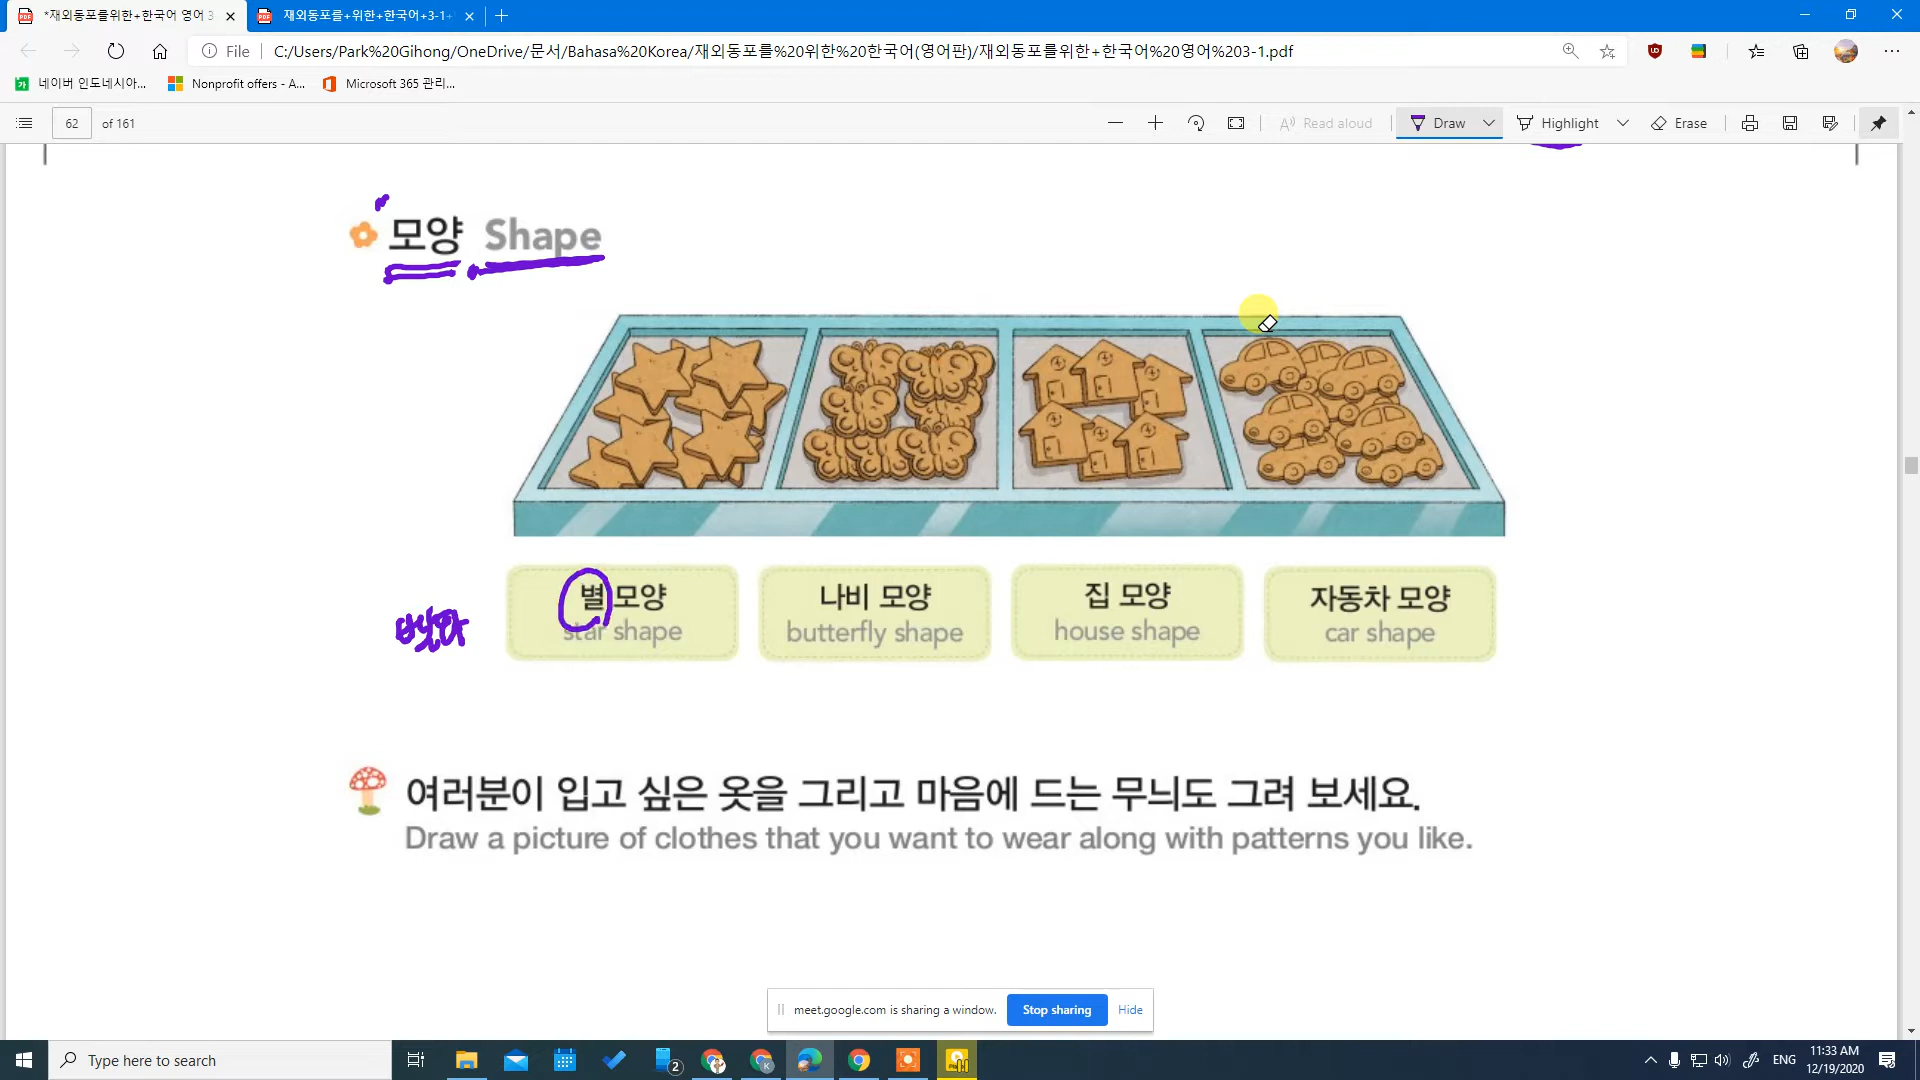 *재외동포를위한+한국어 영어 3
재외동포를+위한+한국어+3-1+
File
C:/Users/Park%20Gihong/OneDrive/문서/Bahasa%20Korea/재외동포를%20위한%20한국어(영어판)/재외동포를위한+한국어%20영어%203-1.pdf
네이버 인도네시아...
Nonprofit offers - A...
Microsoft 365 관리...
62 of 161
Read aloud
Draw
Highlight
Erase
모양 Shape
별 모양
star shape
나비 모양
butterfly shape
집 모양
house shape
자동차 모양
car shape
여러분이 입고 싶은 옷을 그리고 마음에 드는 무늬도 그려 보세요.
Draw a picture of clothes that you want to wear along with patterns you like.
meet.google.com is sharing a window.
Stop sharing
Hide
Type here to search
2
ENG
11:33 AM
12/19/2020